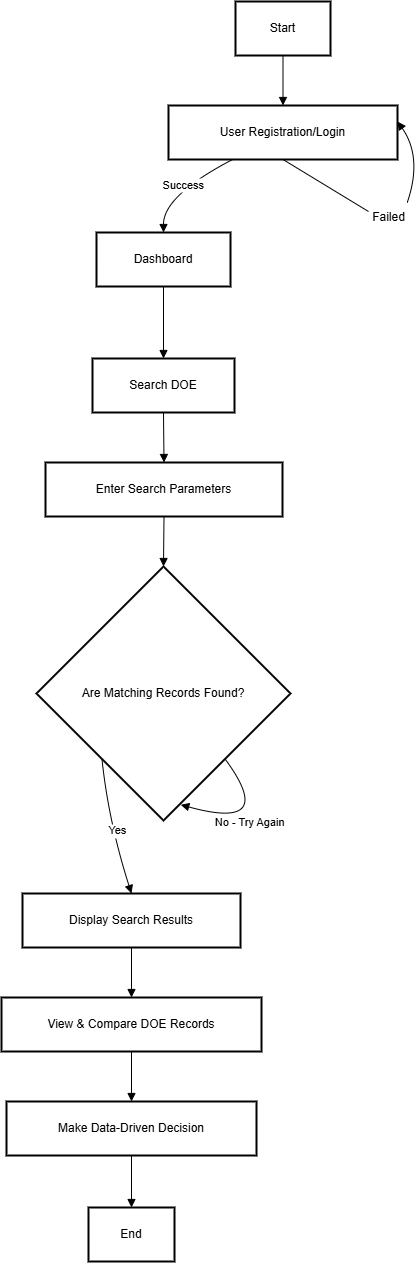 Start
User Registration/Login
Success
Failed
Dashboard
Search DOE
Enter Search Parameters
Are Matching Records Found?
No - Try Again
Yes
Display Search Results
View & Compare DOE Records
Make Data-Driven Decision
End